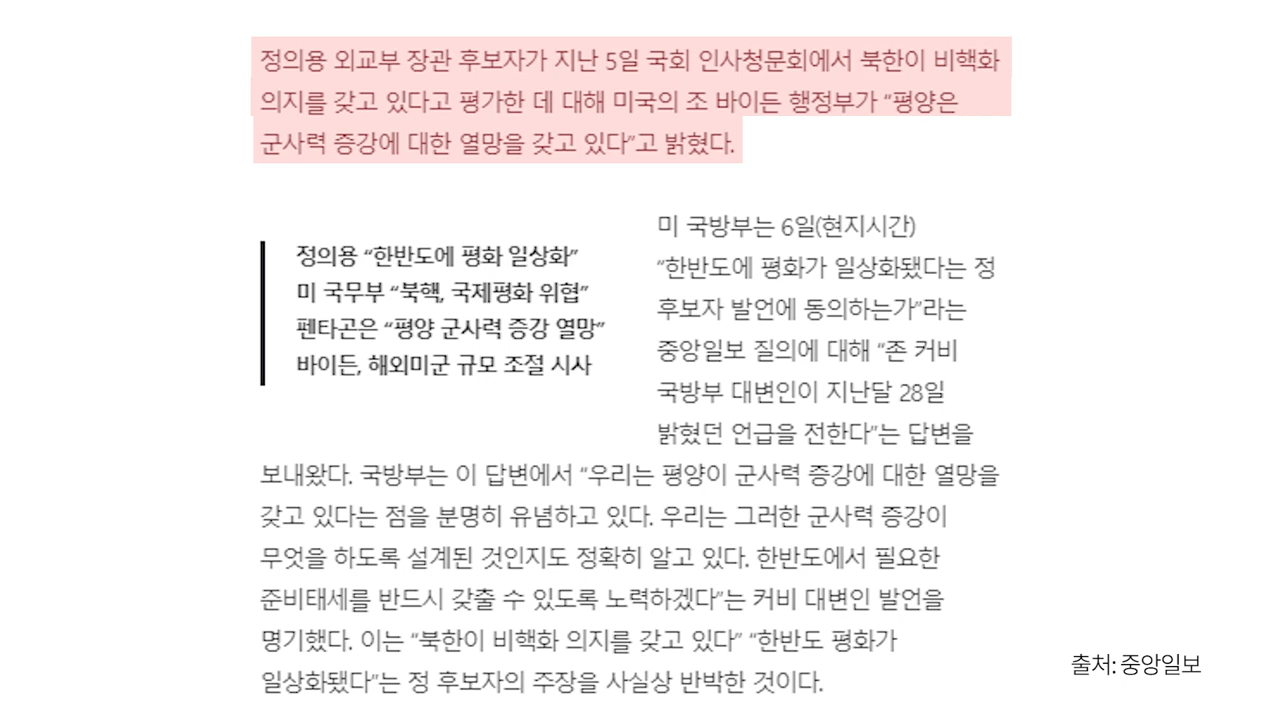 정의용 외교부 장관 후보자가 지난 5일 국회 인사청문회에서 북한이 비핵화
의지를 갖고 있다고 평가한 데 대해 미국의 조 바이든 행정부가 “평양은
군사력 증강에 대한 열망을 갖고 있다”고 밝혔다.
정의용 “한반도에 평화 일상화”
미 국무부 “북핵, 국제평화 위협”
펜타곤은 “평양 군사력 증강 열망”
바이든, 해외미군 규모 조절 시사
미 국방부는 6일(현지시간)
“한반도에 평화가 일상화됐다는 정
후보자 발언에 동의하는가”라는
중앙일보 질의에 대해 “존 커비
국방부 대변인이 지난달 28일
밝혔던 언급을 전한다”는 답변을
보내왔다. 국방부는 이 답변에서 “우리는 평양이 군사력 증강에 대한 열망을
갖고 있다는 점을 분명히 유념하고 있다. 우리는 그러한 군사력 증강이
무엇을 하도록 설계된 것인지도 정확히 알고 있다. 한반도에서 필요한
준비태세를 반드시 갖출 수 있도록 노력하겠다”는 커비 대변인 발언을
명기했다. 이는 “북한이 비핵화 의지를 갖고 있다” “한반도 평화가
일상화됐다”는 정 후보자의 주장을 사실상 반박한 것이다.
출처: 중앙일보